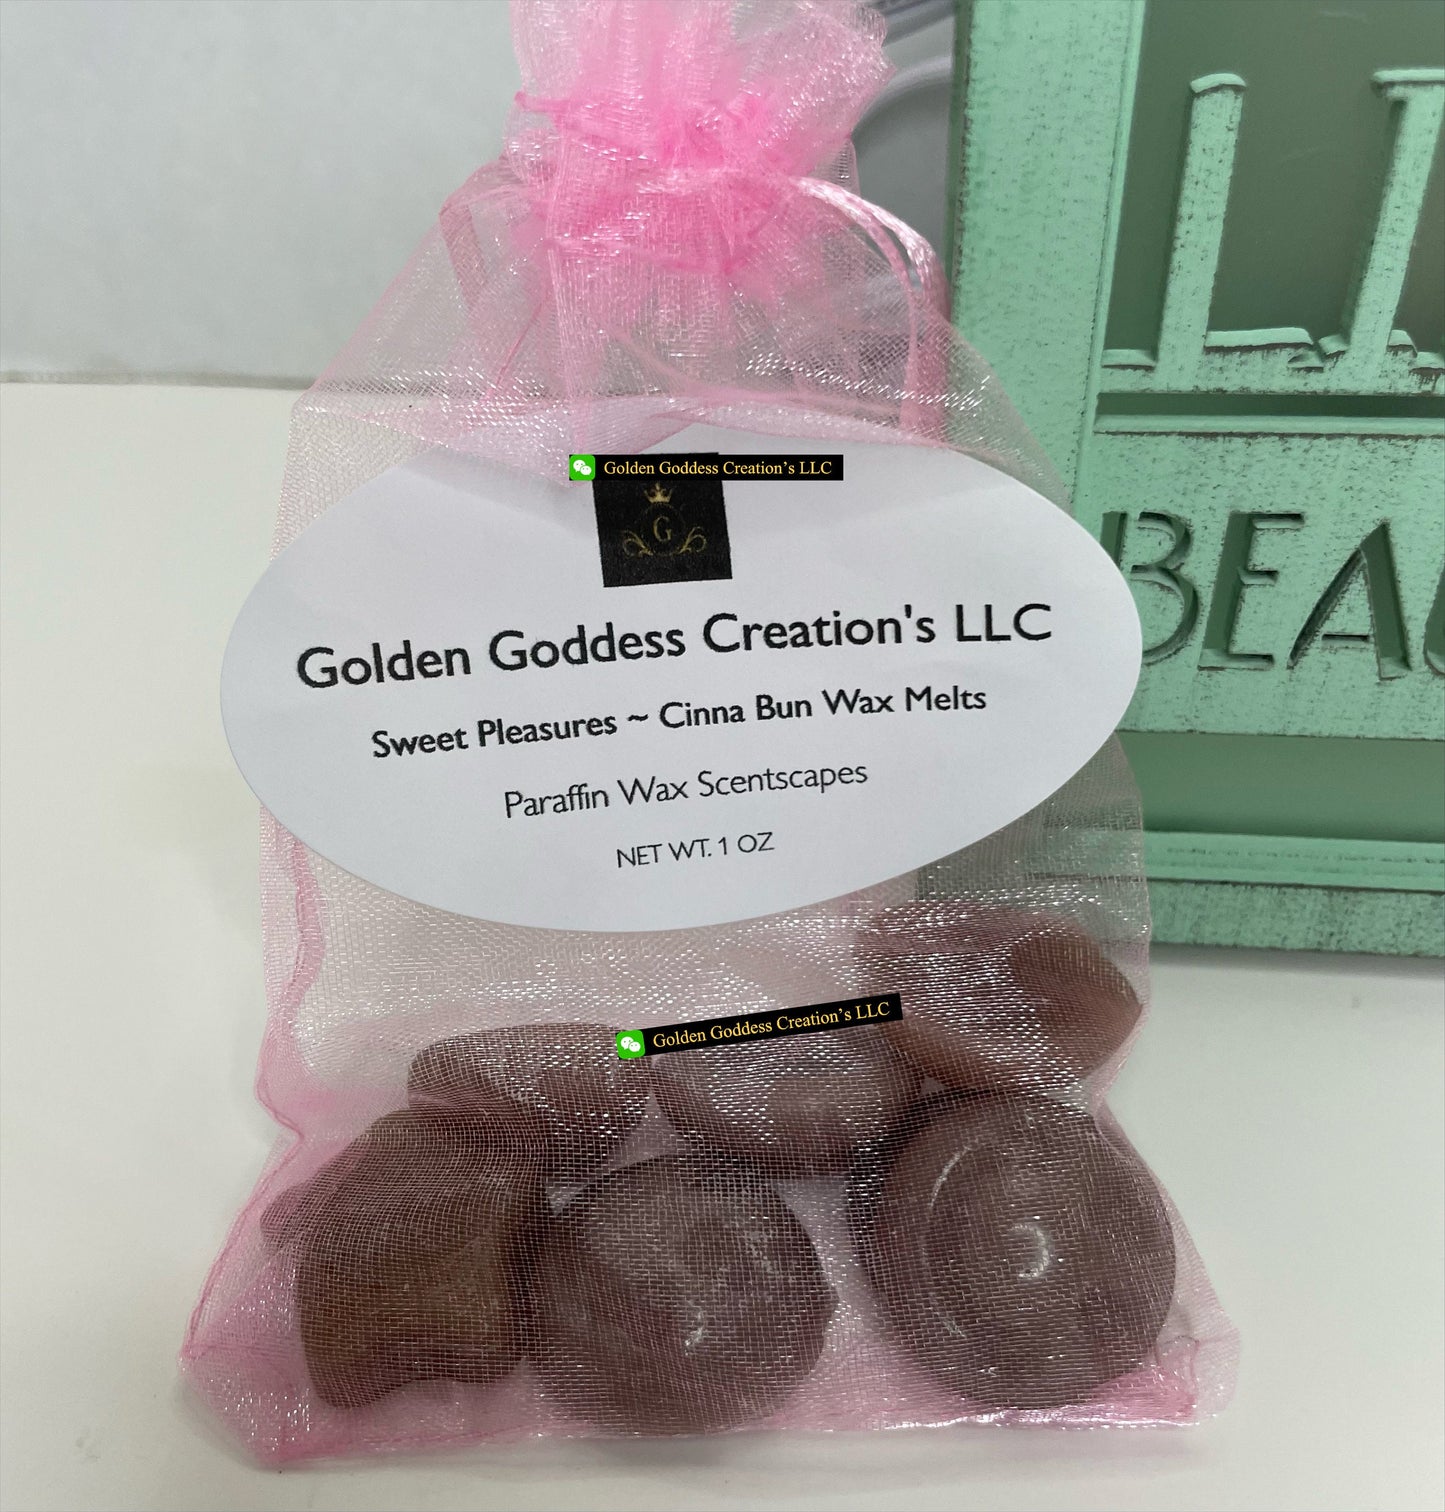 Golden Goddess Creation's LLC
G
Golden Goddess Creation's LLC
Sweet Pleasures ~ Cinna Bun Wax Melts
Paraffin Wax Scentscapes
NET WT. 1 OZ
Golden Goddess Creation's LLC